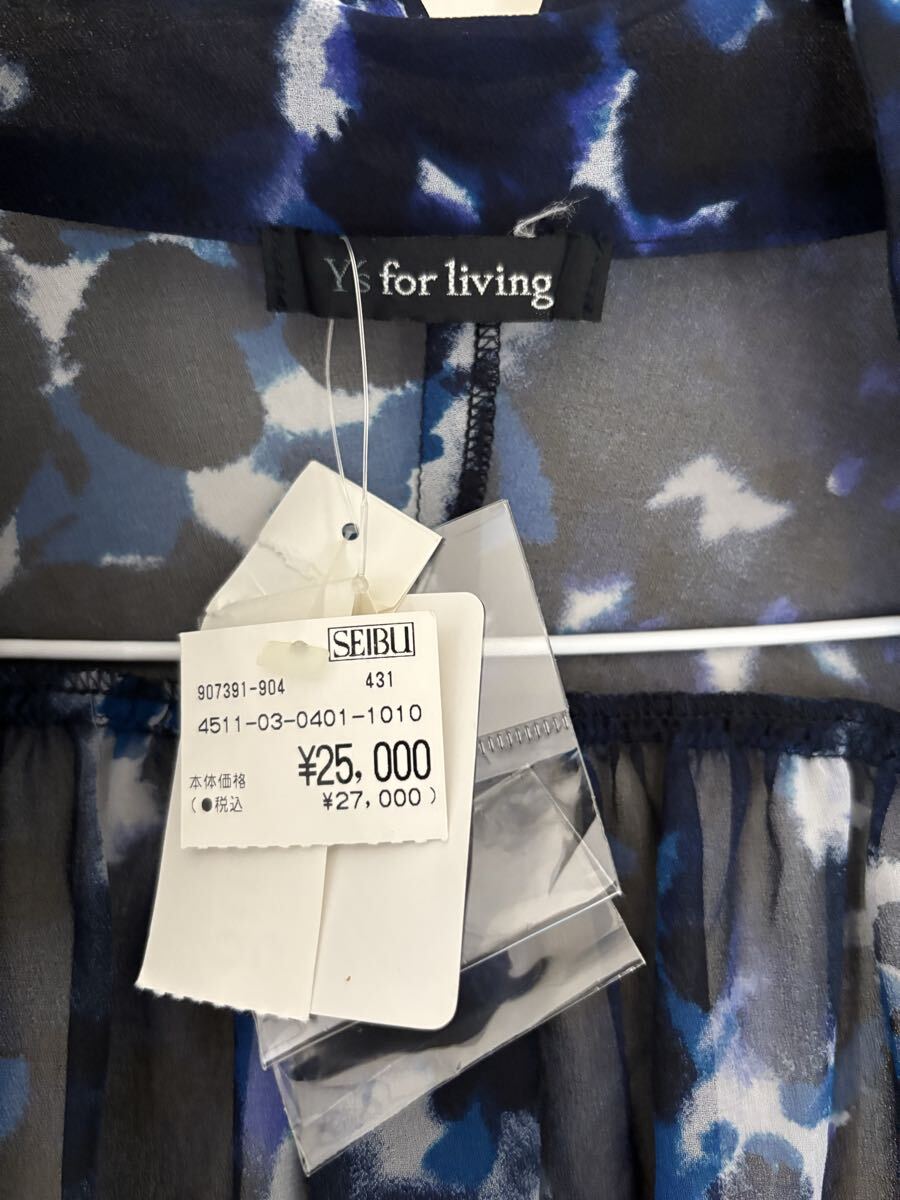 Y's for living
SEIBU
907391-904 431
4511-03-0401-1010
¥25,000
本体価格
(●税込 ¥27,000)